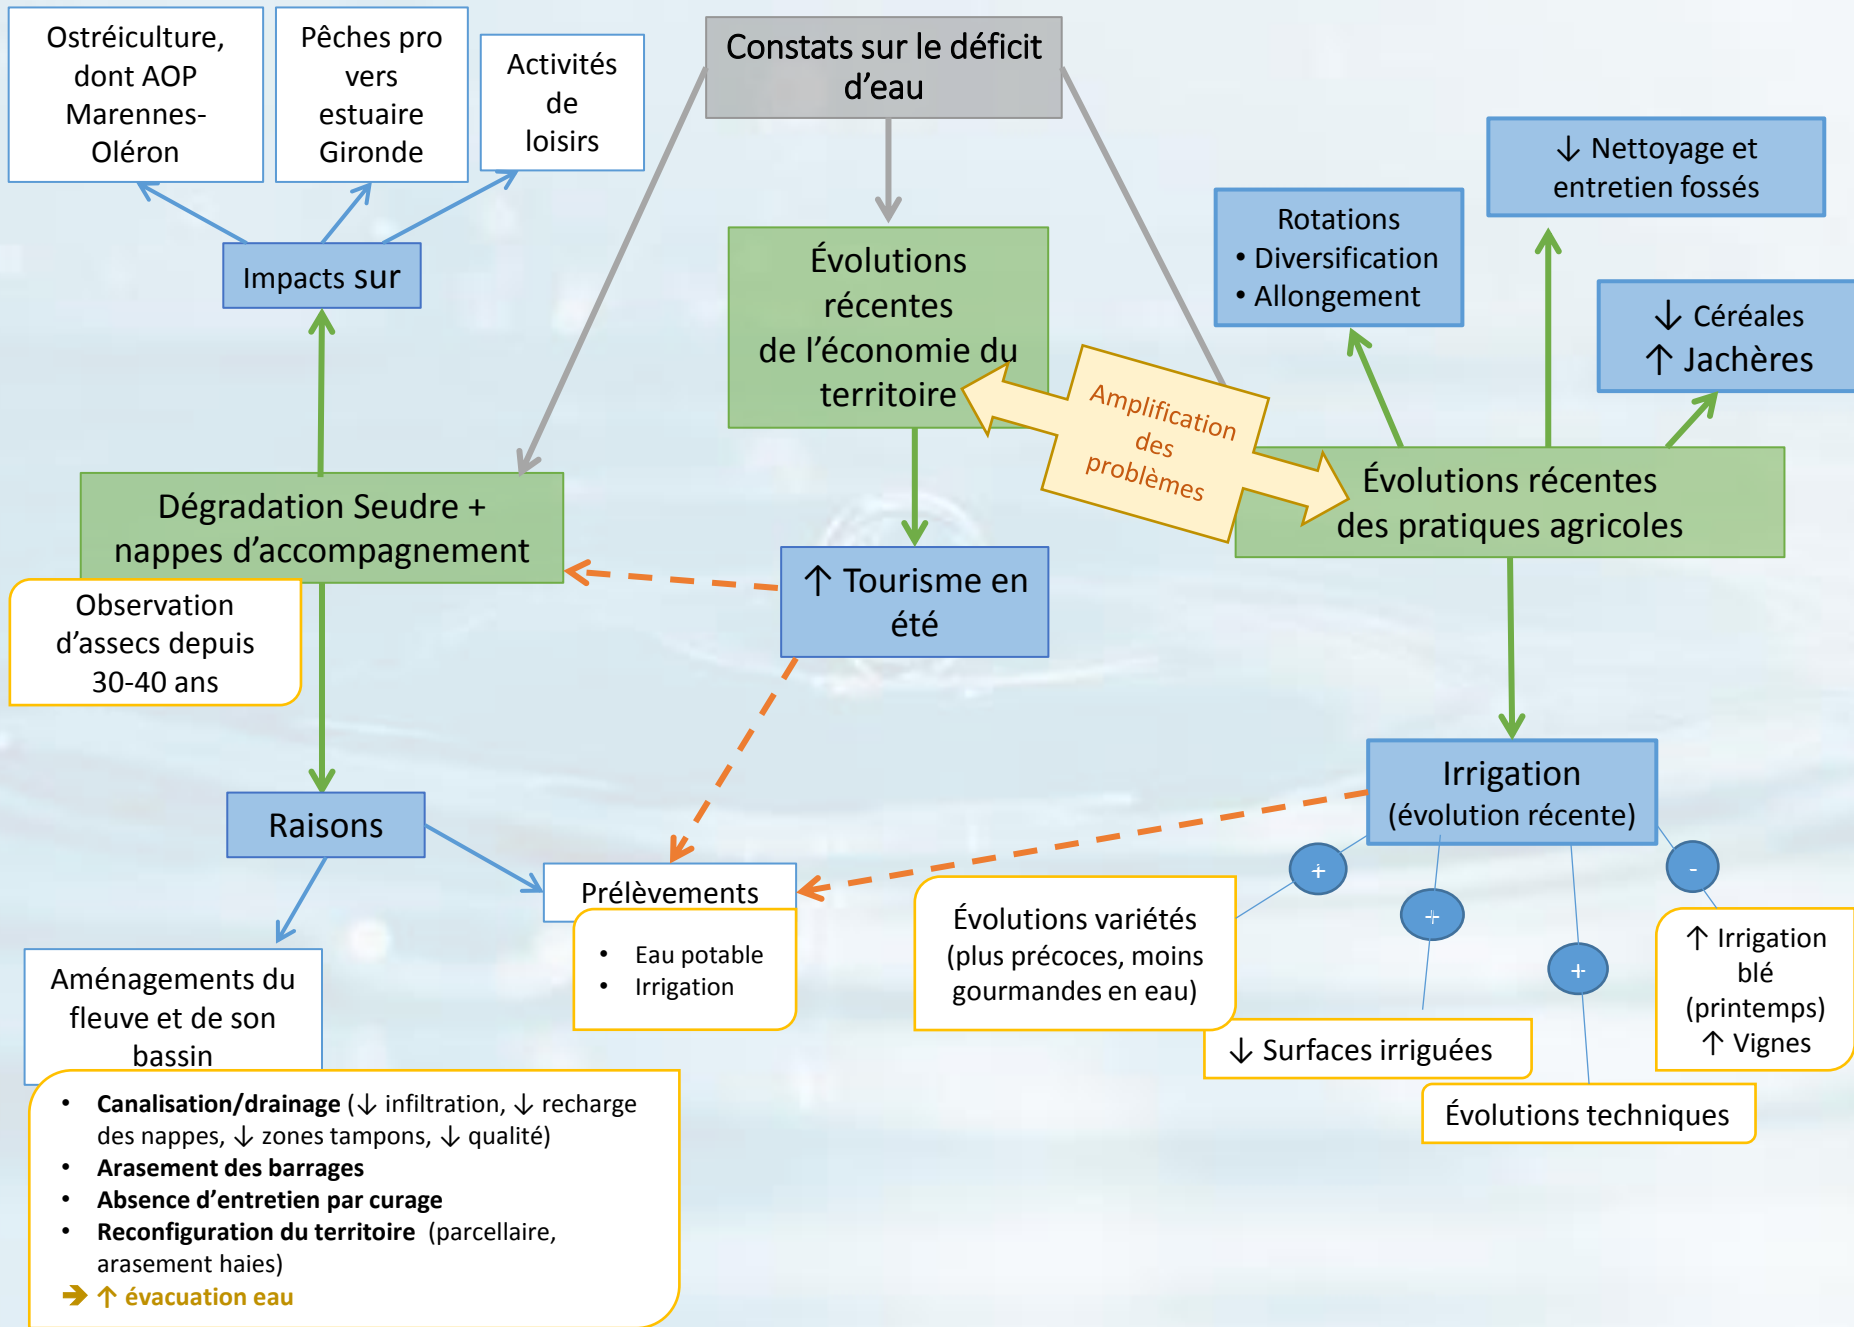 Constats sur le déficit
d'eau
Ostréiculture,
dont AOP
Marennes-
Oléron
Pêches pro
vers
estuaire
Gironde
Activités
de
loisirs
Impacts sur
Évolutions
récentes
de l'économie du
territoire
Rotations
• Diversification
• Allongement
↓ Nettoyage et
entretien fossés
↓ Céréales
↑ Jachères
Amplification
des
problèmes
Dégradation Seudre +
nappes d'accompagnement
Observation
d'assecs depuis
30-40 ans
↑ Tourisme en
été
Évolutions récentes
des pratiques agricoles
Raisons
Prélèvements
• Eau potable
• Irrigation
Irrigation
(évolution récente)
+
+
+
-
Évolutions variétés
(plus précoces, moins
gourmandes en eau)
↓ Surfaces irriguées
Évolutions techniques
↑ Irrigation
blé
(printemps)
↑ Vignes
Aménagements du
fleuve et de son
bassin
• Canalisation/drainage (↓ infiltration, ↓ recharge
des nappes, ↓ zones tampons, ↓ qualité)
• Arasement des barrages
• Absence d'entretien par curage
• Reconfiguration du territoire (parcellaire,
arasement haies)
➔ ↑ évacuation eau